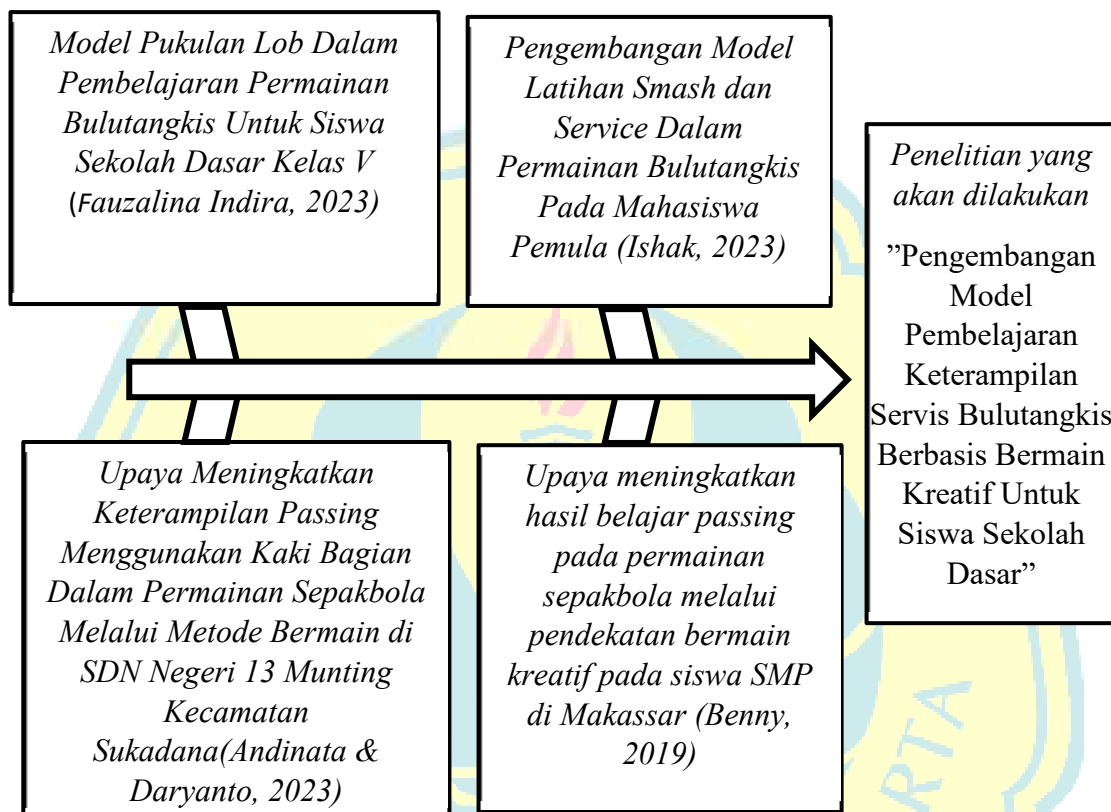 Model Pukulan Lob Dalam
Pembelajaran Permainan
Bulutangkis Untuk Siswa
Sekolah Dasar Kelas V
(Fauzalina Indira, 2023)
Pengembangan Model
Latihan Smash dan
Service Dalam
Permainan Bulutangkis
Pada Mahasiswa
Pemula (Ishak, 2023)
Upaya Meningkatkan
Keterampilan Passing
Menggunakan Kaki Bagian
Dalam Permainan Sepakbola
Melalui Metode Bermain di
SDN Negeri 13 Munting
Kecamatan
Sukadana(Andinata &
Daryanto, 2023)
Upaya meningkatkan
hasil belajar passing
pada permainan
sepakbola melalui
pendekatan bermain
kreatif pada siswa SMP
di Makassar (Benny,
2019)
Penelitian yang
akan dilakukan
”Pengembangan
Model
Pembelajaran
Keterampilan
Servis Bulutangkis
Berbasis Bermain
Kreatif Untuk
Siswa Sekolah
Dasar”
RTA